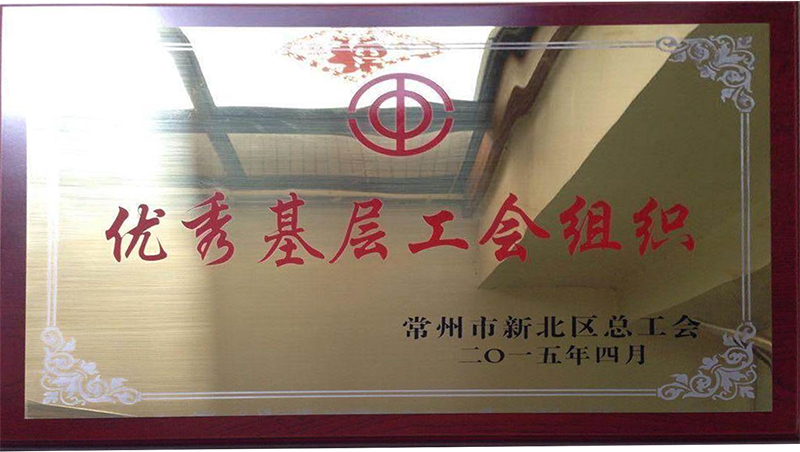 优秀基层工会组织
常州市新北区总工会
二〇一五年四月